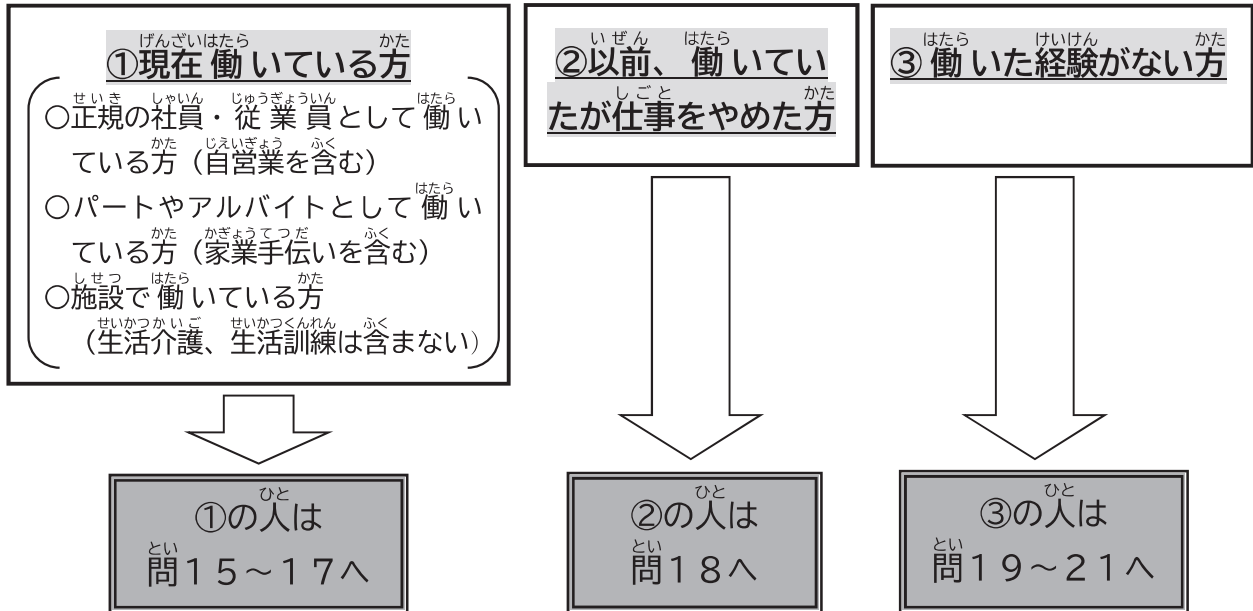 ①現在働いている方
○正規の社員・従業員として働い
ている方（自営業を含む）
○パートやアルバイトとして働い
ている方（家業手伝いを含む）
○施設で働いている方
（生活介護、生活訓練は含まない）
②以前、働いてい
たが仕事をやめた方
③働いた経験がない方
①の人は
問１５～１７へ
②の人は
問１８へ
③の人は
問１９～２１へ